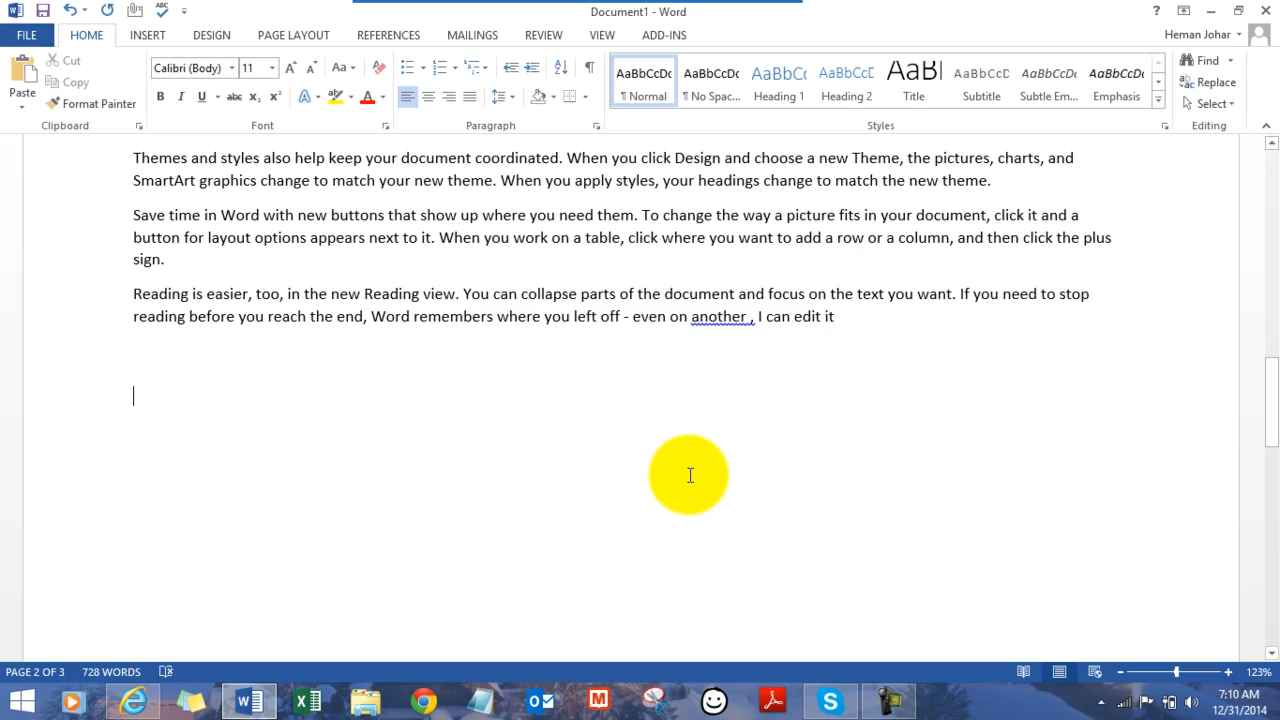 Document1 - Word
FILE HOME INSERT DESIGN PAGE LAYOUT REFERENCES MAILINGS REVIEW VIEW ADD-INS Heman Johar
Paste
Cut
Copy
Format Painter
Calibri (Body) 11
Aa
B I U abc x₂ x² A A
AaBbCcDc AaBbCcDc AaBbCc AaBbCcD AaBl AaBbCcD AaBbCcDc AaBbCcDc
¶ Normal ¶ No Spac... Heading 1 Heading 2 Title Subtitle Subtle Em... Emphasis
Find
Replace
Select
Clipboard Font Paragraph Styles Editing
Themes and styles also help keep your document coordinated. When you click Design and choose a new Theme, the pictures, charts, and
SmartArt graphics change to match your new theme. When you apply styles, your headings change to match the new theme.
Save time in Word with new buttons that show up where you need them. To change the way a picture fits in your document, click it and a
button for layout options appears next to it. When you work on a table, click where you want to add a row or a column, and then click the plus
sign.
Reading is easier, too, in the new Reading view. You can collapse parts of the document and focus on the text you want. If you need to stop
reading before you reach the end, Word remembers where you left off - even on another , I can edit it
PAGE 2 OF 3 728 WORDS 123%
7:10 AM
12/31/2014